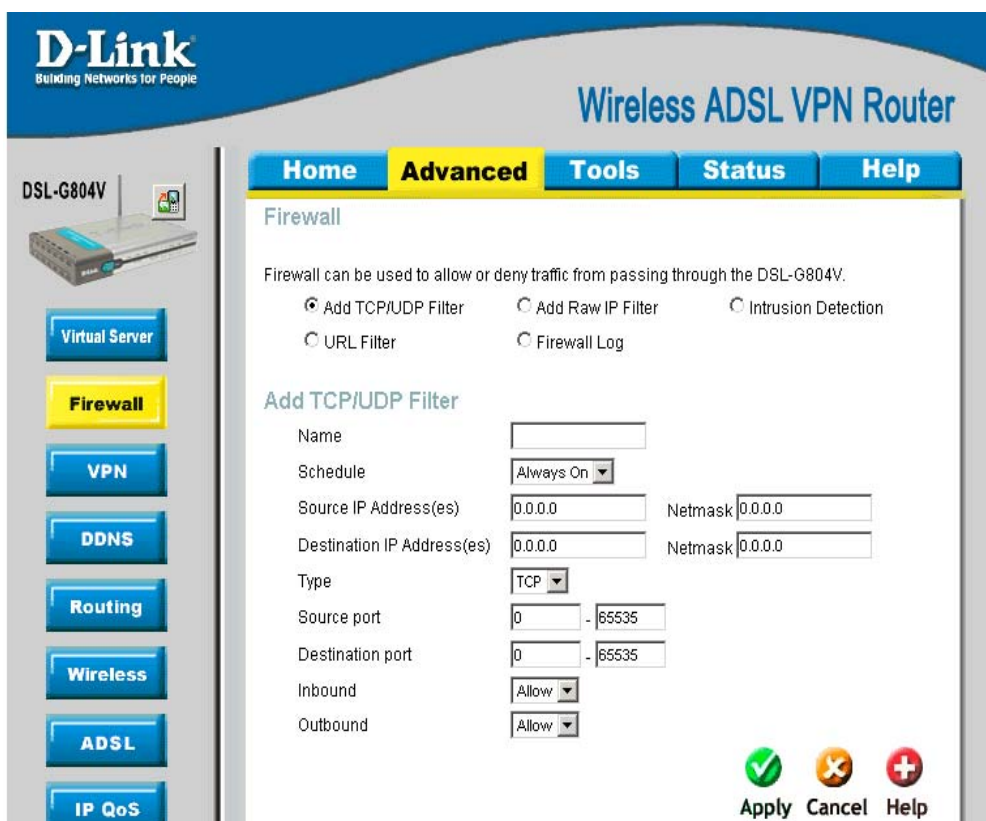 D-Link
Building Networks for People
Wireless ADSL VPN Router
DSL-G804V
Home Advanced Tools Status Help
Firewall
Firewall can be used to allow or deny traffic from passing through the DSL-G804V.
Add TCP/UDP Filter Add Raw IP Filter Intrusion Detection
URL Filter Firewall Log
Add TCP/UDP Filter
Name
Schedule Always On
Source IP Address(es) 0.0.0.0 Netmask 0.0.0.0
Destination IP Address(es) 0.0.0.0 Netmask 0.0.0.0
Type TCP
Source port 0 - 65535
Destination port 0 - 65535
Inbound Allow
Outbound Allow
Apply Cancel Help
Virtual Server
Firewall
VPN
DDNS
Routing
Wireless
ADSL
IP QoS